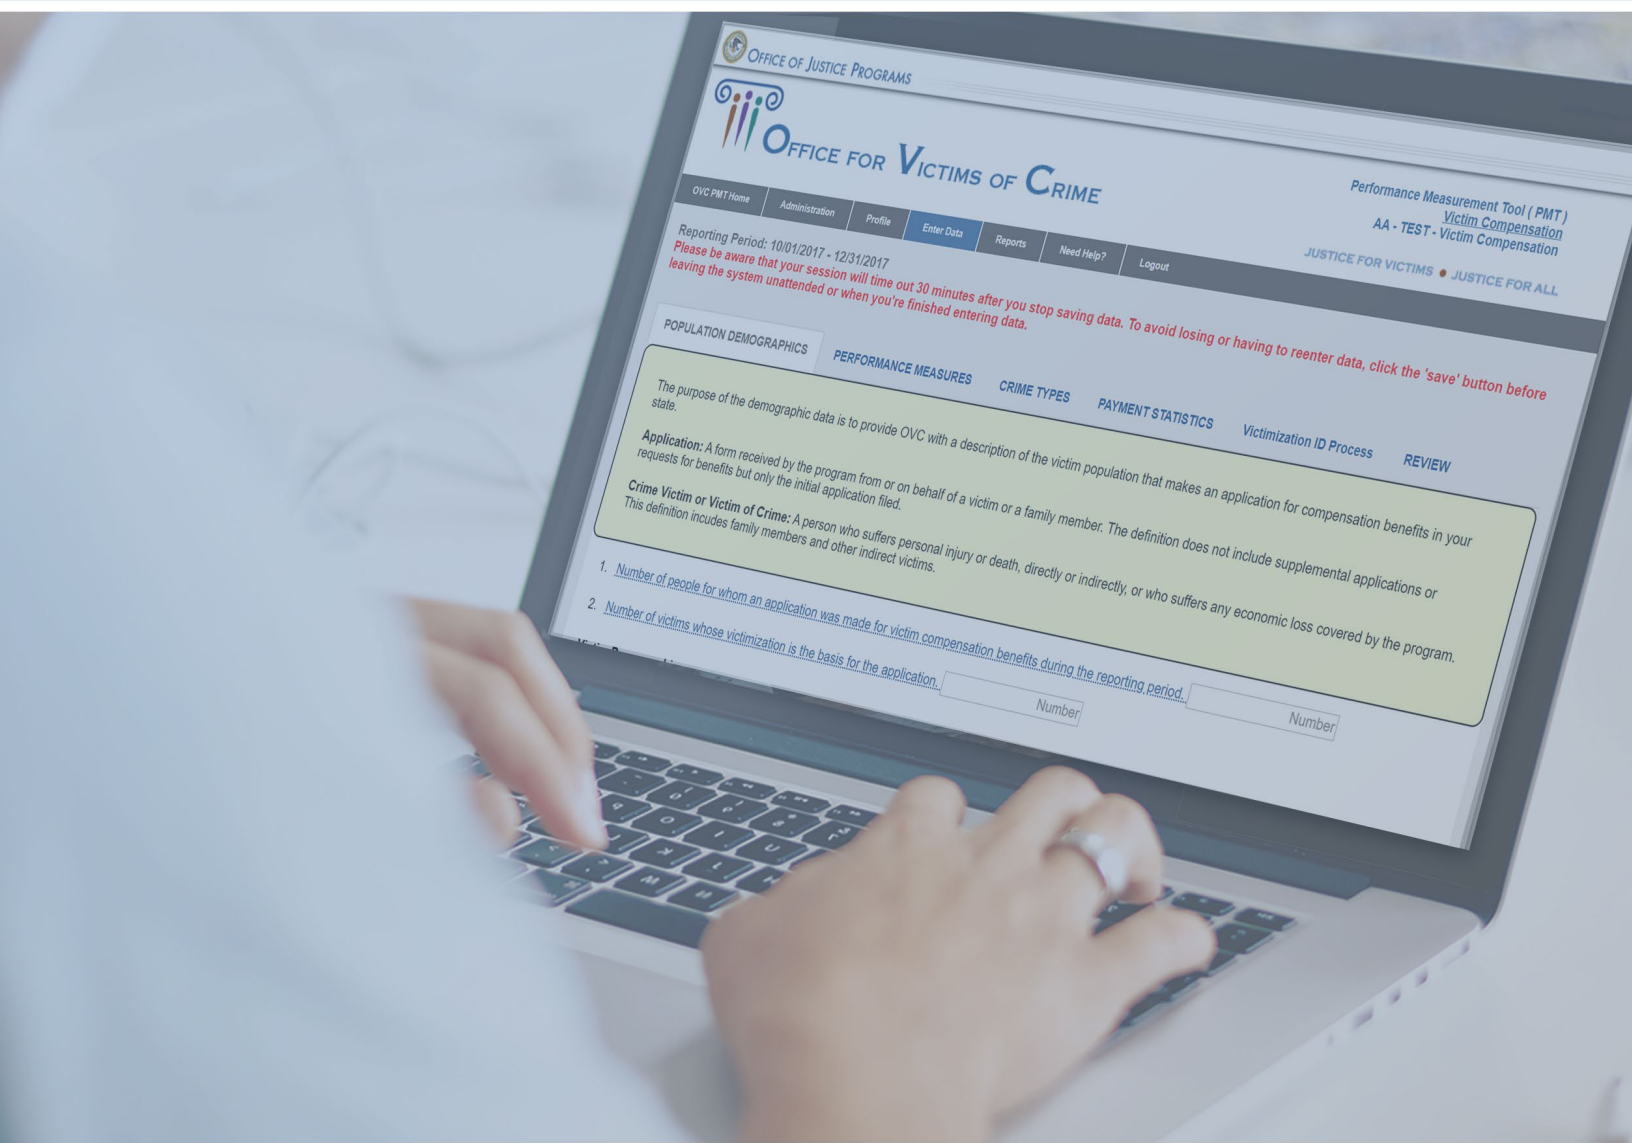 OFFICE OF JUSTICE PROGRAMS
OFFICE FOR VICTIMS OF CRIME
Performance Measurement Tool ( PMT )
Victim Compensation
AA - TEST - Victim Compensation
JUSTICE FOR VICTIMS ● JUSTICE FOR ALL
OVC PMT Home Administration Profile Enter Data Reports Need Help? Logout
Reporting Period: 10/01/2017 - 12/31/2017
Please be aware that your session will time out 30 minutes after you stop saving data. To avoid losing or having to reenter data, click the 'save' button before
leaving the system unattended or when you're finished entering data.
POPULATION DEMOGRAPHICS PERFORMANCE MEASURES CRIME TYPES PAYMENT STATISTICS Victimization ID Process REVIEW
The purpose of the demographic data is to provide OVC with a description of the victim population that makes an application for compensation benefits in your
state.
Application: A form received by the program from or on behalf of a victim or a family member. The definition does not include supplemental applications or
requests for benefits but only the initial application filed.
Crime Victim or Victim of Crime: A person who suffers personal injury or death, directly or indirectly, or who suffers any economic loss covered by the program.
This definition incudes family members and other indirect victims.
1. Number of people for whom an application was made for victim compensation benefits during the reporting period. Number
2. Number of victims whose victimization is the basis for the application. Number